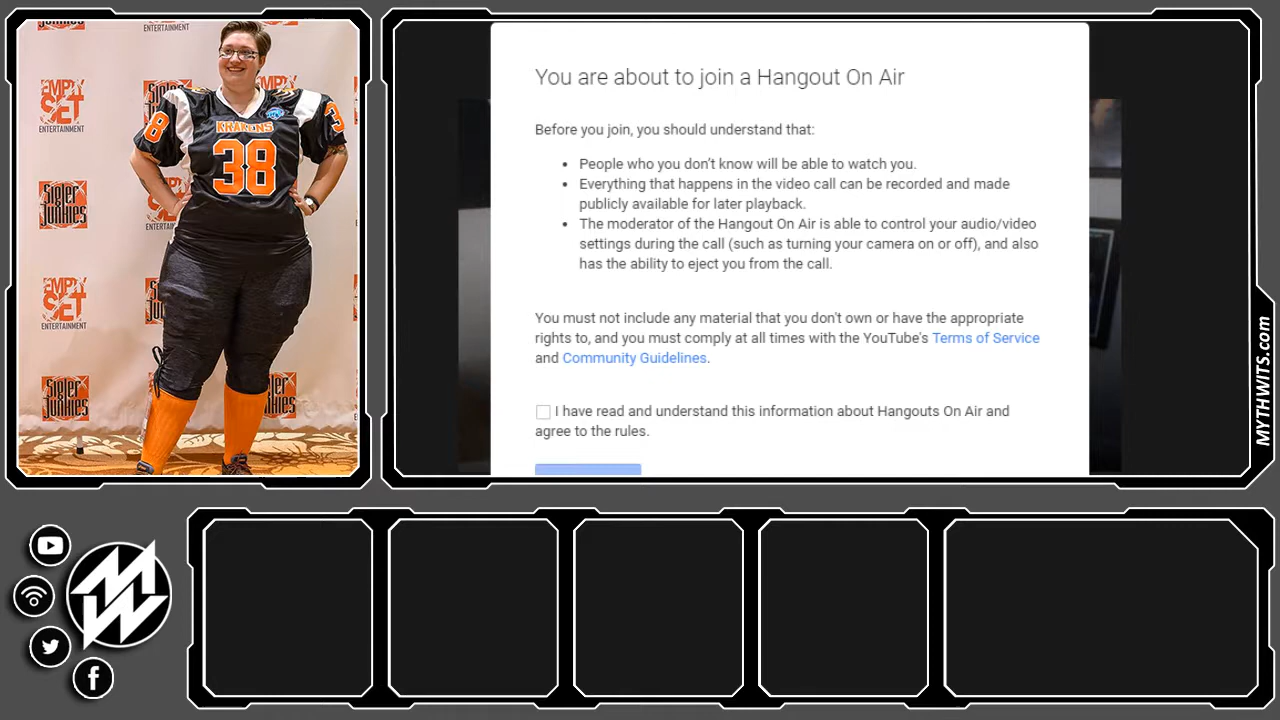 EMPTY
SET
ENTERTAINMENT
Sigler
Junkies
KRAKENS
8
38
3
You are about to join a Hangout On Air
Before you join, you should understand that:
• People who you don’t know will be able to watch you.
• Everything that happens in the video call can be recorded and made
publicly available for later playback.
• The moderator of the Hangout On Air is able to control your audio/video
settings during the call (such as turning your camera on or off), and also
has the ability to eject you from the call.
You must not include any material that you don't own or have the appropriate
rights to, and you must comply at all times with the YouTube's Terms of Service
and Community Guidelines.
I have read and understand this information about Hangouts On Air and
agree to the rules.
MYTHWITS.com
MW